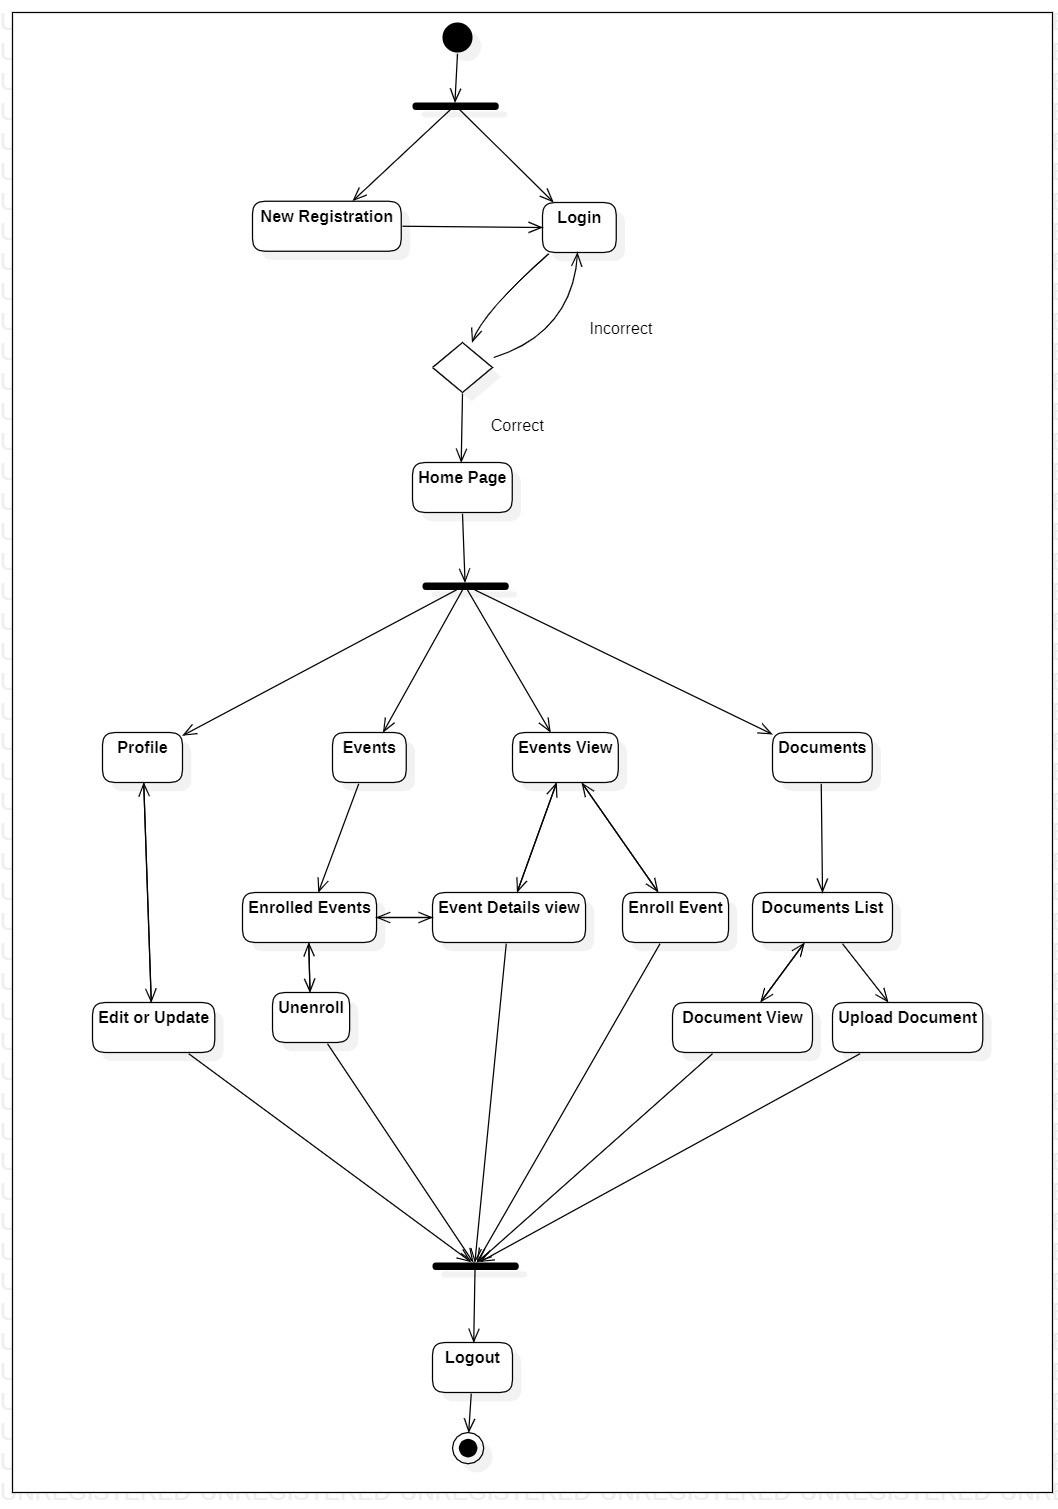 New Registration
Login
Incorrect
Correct
Home Page
Profile
Events
Events View
Documents
Enrolled Events
Event Details view
Enroll Event
Documents List
Edit or Update
Unenroll
Document View
Upload Document
Logout
UNREGISTERED UNREGISTERED UNREGISTERED UNREGISTERED UNREGISTERED